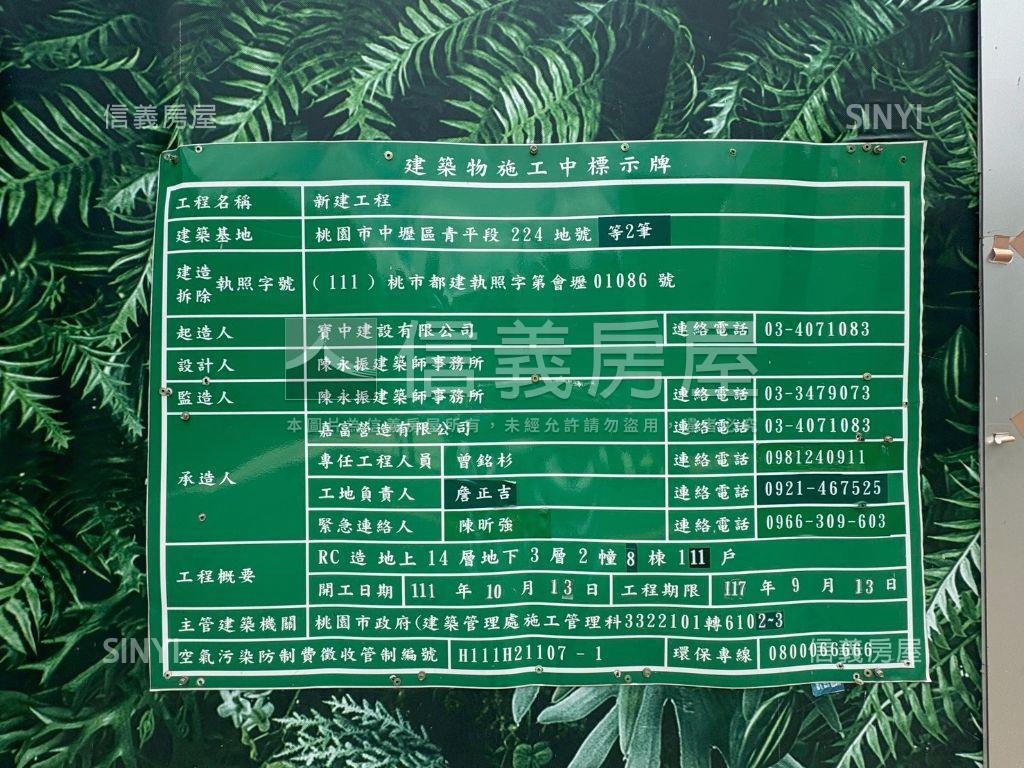 信義房屋
SINYI
建築物施工中標示牌
工程名稱 新建工程
建築基地 桃園市中壢區青平段 224 地號 等2筆
建造
拆除 執照字號 (111) 桃市都建執照字第會壢 01086 號
起造人 寶中建設有限公司 連絡電話 03-4071083
設計人 陳永振建築師事務所
監造人 陳永振建築師事務所 連絡電話 03-3479073
嘉富營造有限公司 連絡電話 03-4071083
承造人
專任工程人員 曾銘杉 連絡電話 0981240911
工地負責人 詹正吉 連絡電話 0921-467525
緊急連絡人 陳昕強 連絡電話 0966-309-603
工程概要
RC 造 地上 14 層地下 3 層 2 幢 8 棟 111 戶
開工日期 111 年 10 月 13 日 工程期限 117 年 9 月 13 日
主管建築機關 桃園市政府(建築管理處施工管理科3322101轉6102~3
空氣污染防制費徵收管制編號 H111H21107 - 1 環保專線 0800066666
信義房屋
SINYI
信義房屋